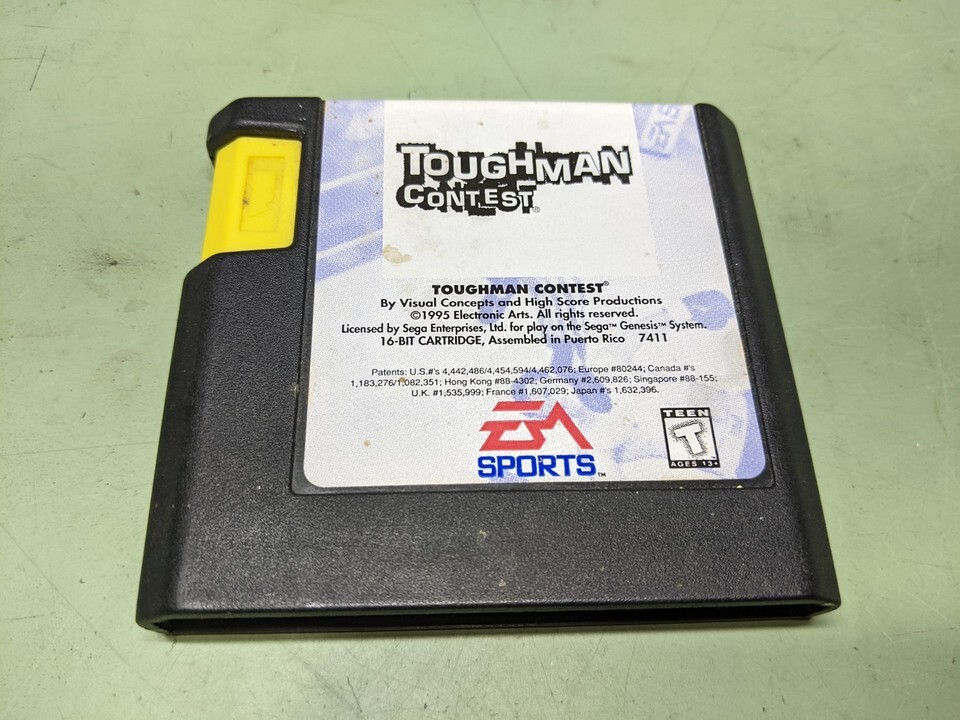 EAS
TOUGHMAN
CONTEST®
TOUGHMAN CONTEST®
By Visual Concepts and High Score Productions
©1995 Electronic Arts. All rights reserved.
Licensed by Sega Enterprises, Ltd. for play on the Sega™ Genesis™ System.
16-BIT CARTRIDGE, Assembled in Puerto Rico 7411
Patents: U.S.#'s 4,442,486/4,454,594/4,462,076; Europe #80244; Canada #'s
1,183,276/1,082,351; Hong Kong #88-4302; Germany #2,609,826; Singapore #88-155;
U.K. #1,535,999; France #1,607,029; Japan #'s 1,632,396.
EA
SPORTS™
TEEN
T
AGES 13+